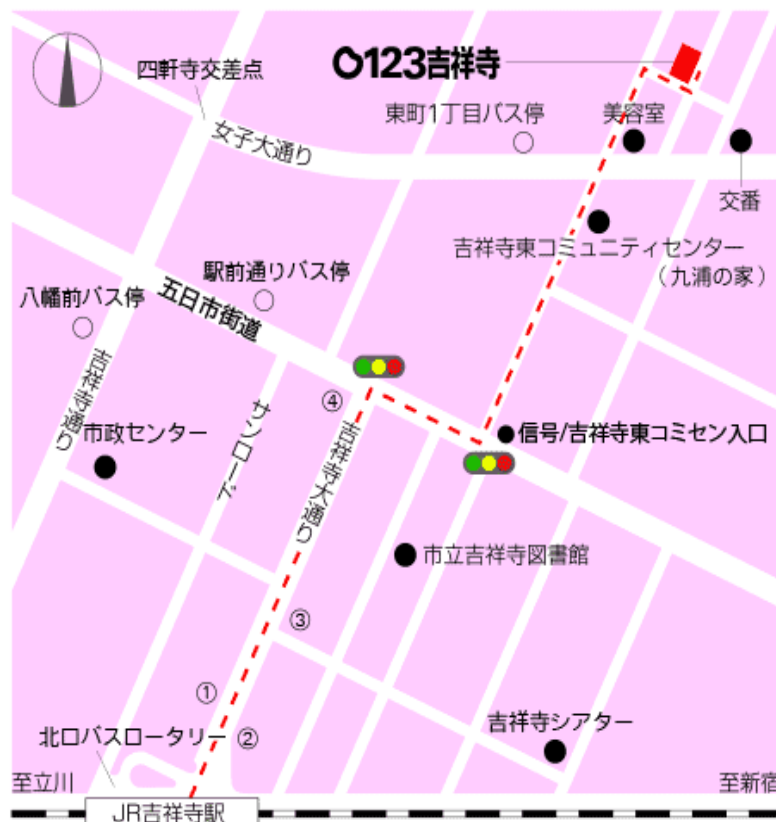 123吉祥寺
四軒寺交差点
東町1丁目バス停
美容室
女子大通り
交番
吉祥寺東コミュニティセンター
（九浦の家）
駅前通りバス停
八幡前バス停
五日市街道
吉祥寺通り
④
サンロード
吉祥寺大通り
信号/吉祥寺東コミセン入口
市政センター
市立吉祥寺図書館
③
①
②
吉祥寺シアター
北口バスロータリー
至立川
至新宿
JR吉祥寺駅